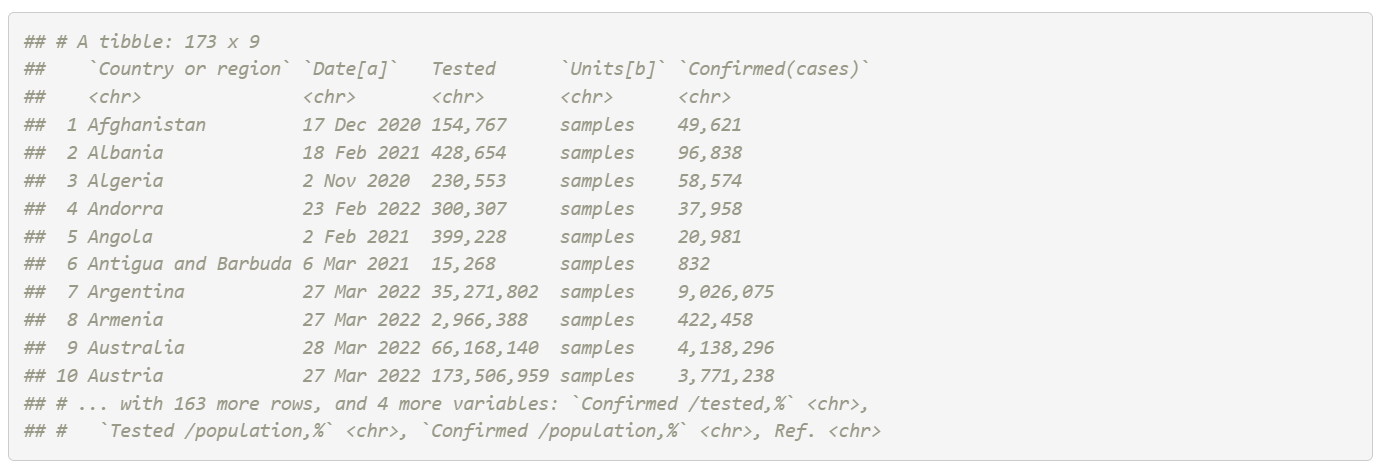 ## # A tibble: 173 x 9
##    `Country or region` `Date[a]`   Tested      `Units[b]` `Confirmed(cases)`
##    <chr>               <chr>       <chr>       <chr>      <chr>
##  1 Afghanistan         17 Dec 2020 154,767     samples    49,621
##  2 Albania             18 Feb 2021 428,654     samples    96,838
##  3 Algeria             2 Nov 2020  230,553     samples    58,574
##  4 Andorra             23 Feb 2022 300,307     samples    37,958
##  5 Angola              2 Feb 2021  399,228     samples    20,981
##  6 Antigua and Barbuda 6 Mar 2021  15,268      samples    832
##  7 Argentina           27 Mar 2022 35,271,802  samples    9,026,075
##  8 Armenia             27 Mar 2022 2,966,388   samples    422,458
##  9 Australia           28 Mar 2022 66,168,140  samples    4,138,296
## 10 Austria             27 Mar 2022 173,506,959 samples    3,771,238
## # ... with 163 more rows, and 4 more variables: `Confirmed /tested,%` <chr>,
## #   `Tested /population,%` <chr>, `Confirmed /population,%` <chr>, Ref. <chr>